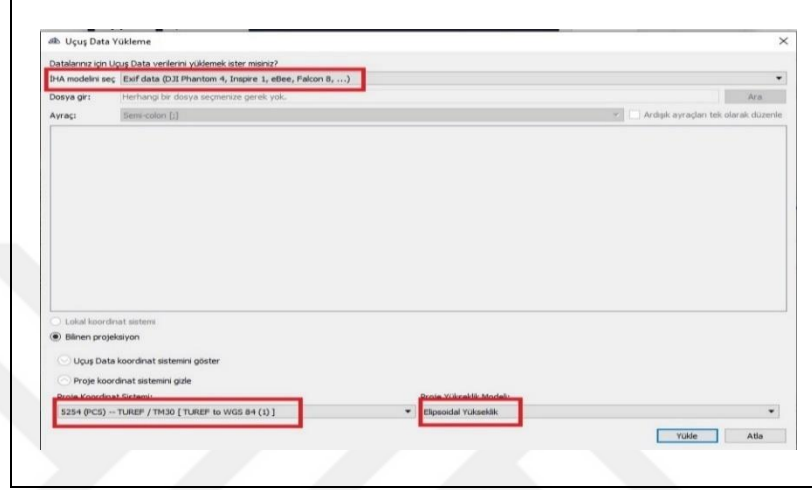 Uçuş Data Yükleme
Datalarınız için Uçuş Data verilerini yüklemek ister misiniz?
İHA modelini seç Exif data (DJI Phantom 4, Inspire 1, eBee, Falcon 8, ...)
Dosya gir: Herhangi bir dosya seçmenize gerek yok. Ara
Ayraç: Semi-colon [;] Ardışık ayraçları tek olarak düzenle
Lokal koordinat sistemi
Bilinen projeksiyon
Uçuş Data koordinat sistemini göster
Proje koordinat sistemini gizle
Proje Koordinat Sistemi: Proje Yükseklik Modeli:
5254 (PCS) -- TUREF / TM30 [ TUREF to WGS 84 (1) ] Elipsoidal Yükseklik
Yükle Atla